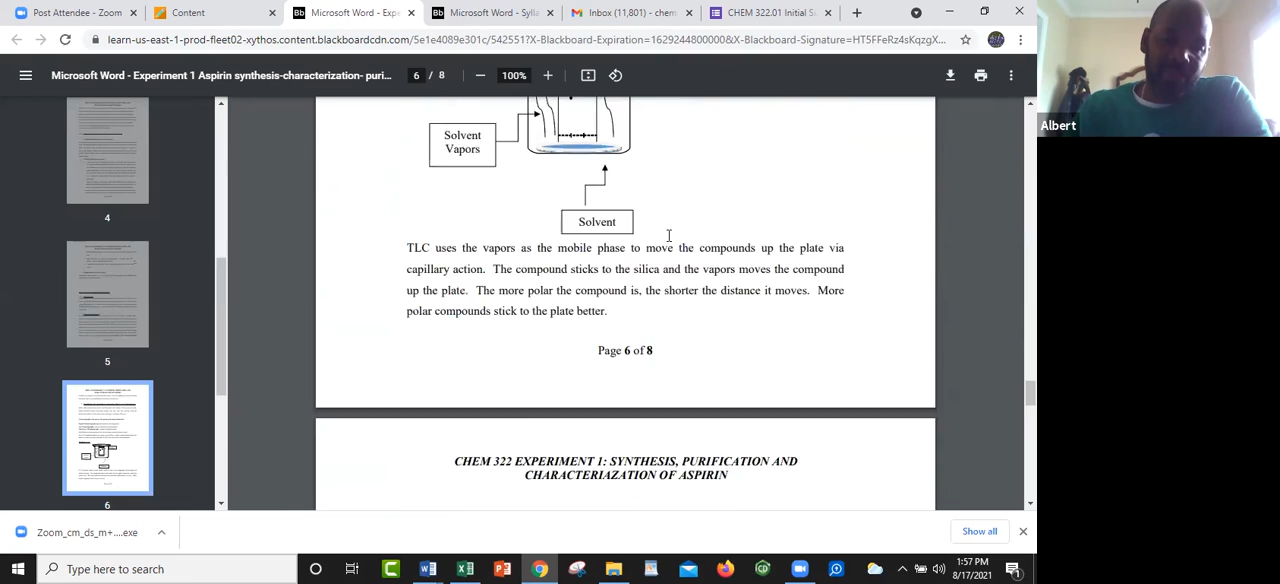 Post Attendee - Zoom
Content
Microsoft Word - Expe
Microsoft Word - Sylla
Inbox (11,801) - chem
CHEM 322.01 Initial S
learn-us-east-1-prod-fleet02-xythos.content.blackboardcdn.com/5e1e4089e301c/542551?X-Blackboard-Expiration=1629244800000&X-Blackboard-Signature=HT5FFeRz4sKqzgX...
Microsoft Word - Experiment 1 Aspirin synthesis-characterization- puri...
6 / 8
100%
Albert
4
5
6
Solvent
Vapors
Solvent
TLC uses the vapors as the mobile phase to move the compounds up the plate via
capillary action. The compound sticks to the silica and the vapors moves the compound
up the plate. The more polar the compound is, the shorter the distance it moves. More
polar compounds stick to the plate better.
Page 6 of 8
CHEM 322 EXPERIMENT 1: SYNTHESIS, PURIFICATION AND
CHARACTERIAZATION OF ASPIRIN
Zoom_cm_ds_m+....exe
Show all
Type here to search
1:57 PM
8/17/2021